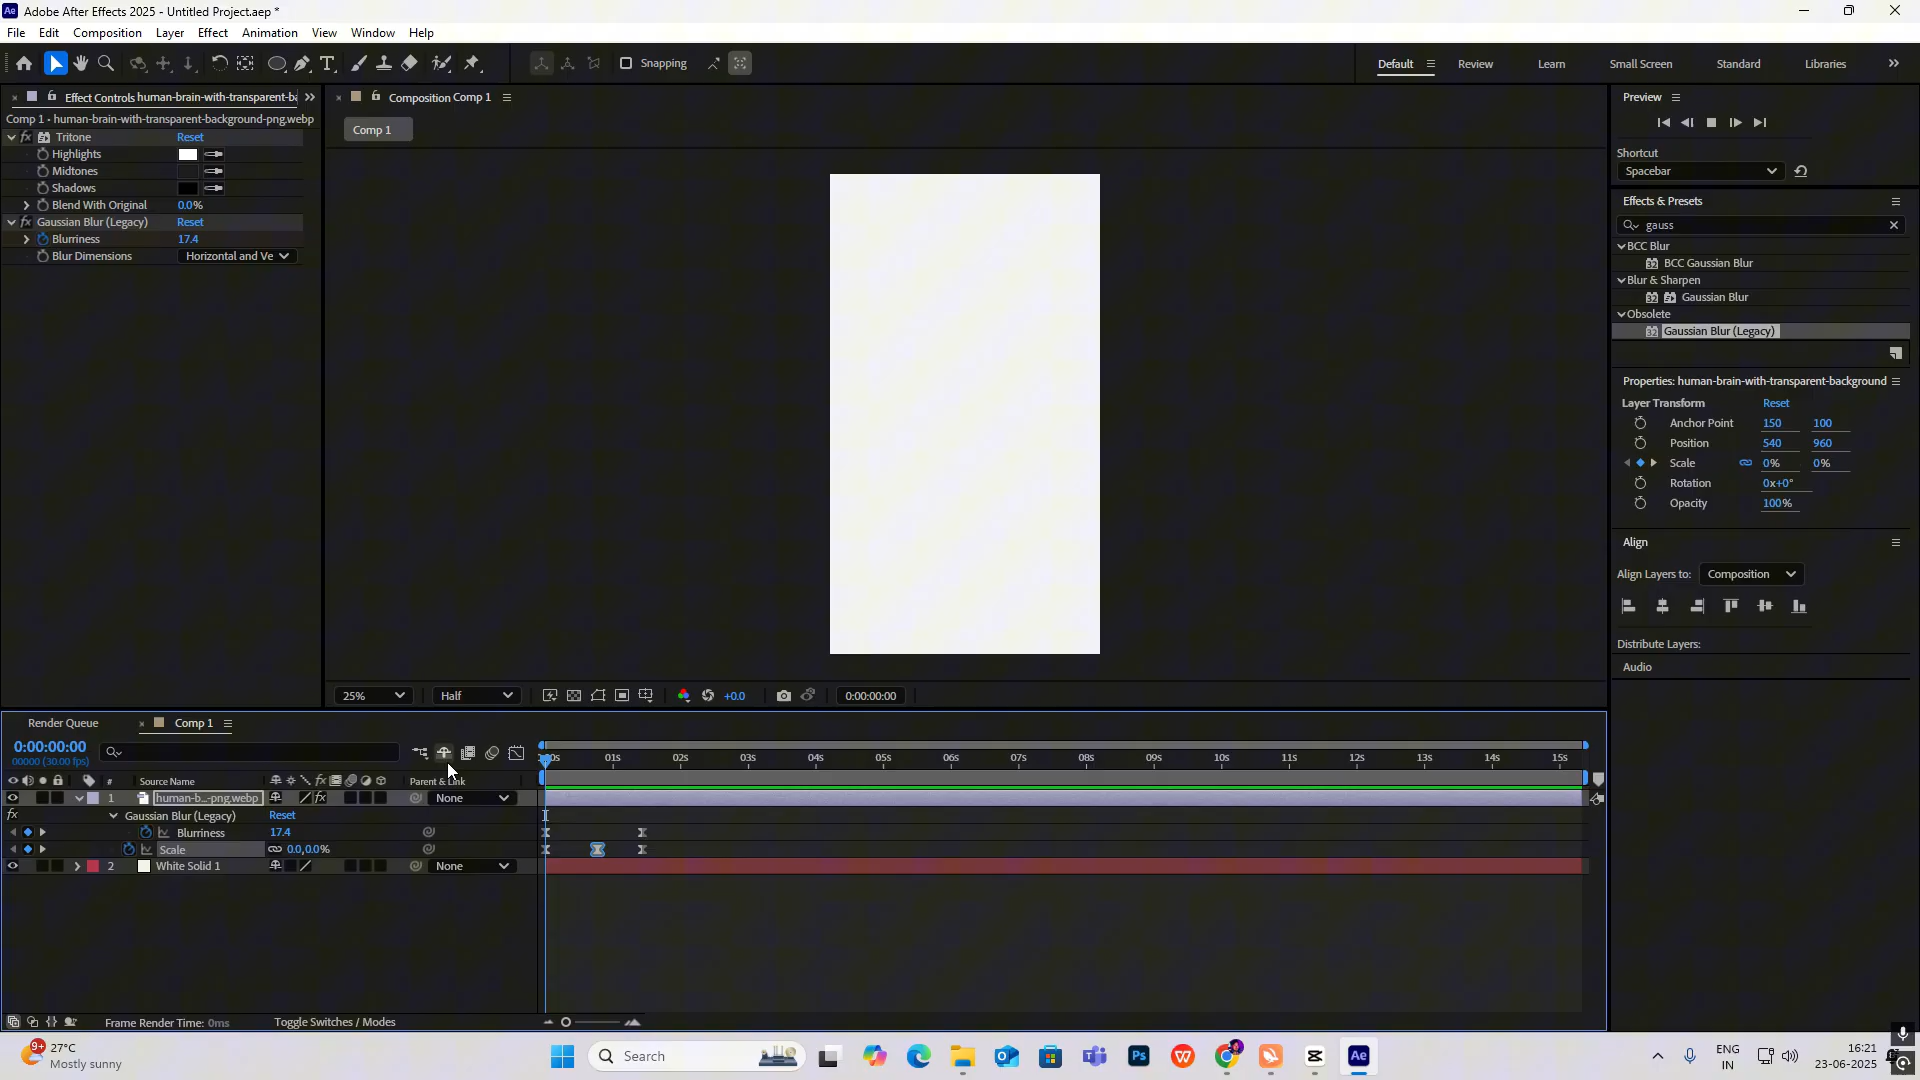 Adobe After Effects 2025 - Untitled Project.aep *
File Edit Composition Layer Effect Animation View Window Help
Snapping
Default Review Learn Small Screen Standard Libraries
Effect Controls human-brain-with-transparent-ba
Comp 1 - human-brain-with-transparent-background-png.webp
Tritone Reset
Highlights
Midtones
Shadows
Blend With Original 0.0%
Gaussian Blur (Legacy) Reset
Blurriness 17.4
Blur Dimensions Horizontal and Ve
Composition Comp 1
Comp 1
25% Half +0.0 0:00:00:00
Preview
Shortcut
Spacebar
Effects & Presets
gauss
BCC Blur
32 BCC Gaussian Blur
Blur & Sharpen
32 Gaussian Blur
Obsolete
32 Gaussian Blur (Legacy)
Properties: human-brain-with-transparent-background
Layer Transform Reset
Anchor Point 150 100
Position 540 960
Scale 0% 0%
Rotation 0x+0°
Opacity 100%
Align
Align Layers to: Composition
Distribute Layers:
Audio
Render Queue Comp 1
0:00:00:00
00000 (30.00 fps)
01s 02s 03s 04s 05s 06s 07s 08s 09s 10s 11s 12s 13s 14s 15s
# Source Name Parent & Link
1 human-b...-png.webp None
fx Gaussian Blur (Legacy) Reset
Blurriness 17.4
Scale 0.0,0.0%
2 White Solid 1 None
Frame Render Time: 0ms Toggle Switches / Modes
9+ 27°C
Mostly sunny
Search
Ps
Ae
ENG
IN
16:21
23-06-2025